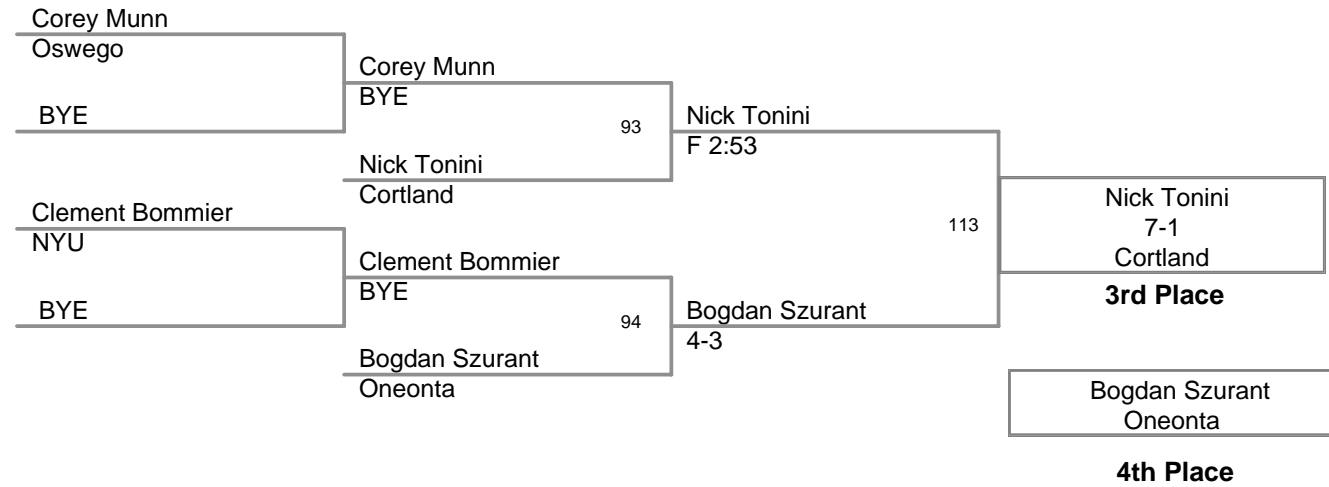 Corey Munn
Oswego
BYE
Corey Munn
BYE
93
Nick Tonini
Cortland
Nick Tonini
F 2:53
Clement Bommier
NYU
BYE
Clement Bommier
BYE
94
Bogdan Szurant
Oneonta
Bogdan Szurant
4-3
113
Nick Tonini
7-1
Cortland
3rd Place
Bogdan Szurant
Oneonta
4th Place